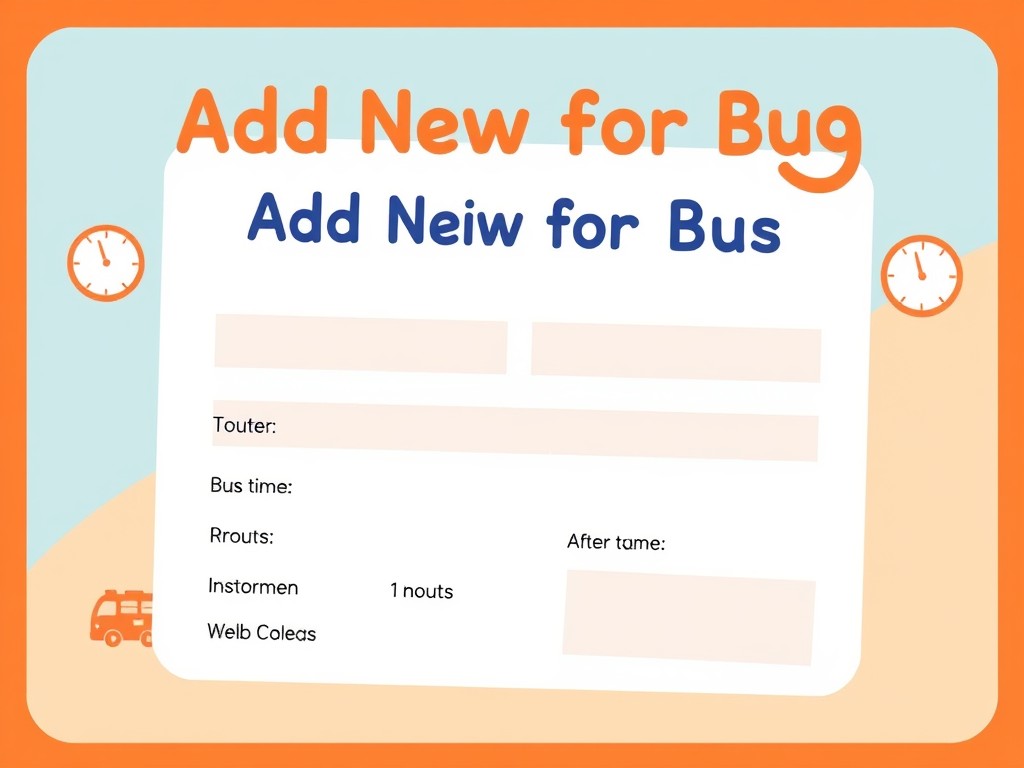 Add New for Bug
Add Neiw for Bus
Touter:
Bus time:
Rrouts:
After tame:
Instormen
1 nouts
Welb Coleas